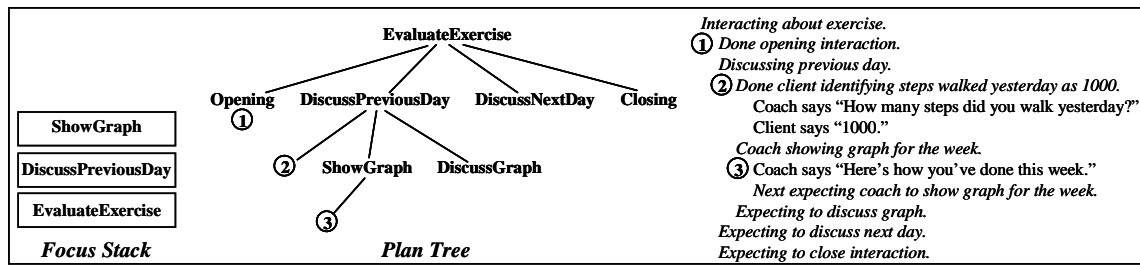 EvaluateExercise
Opening DiscussPreviousDay DiscussNextDay Closing
1
2 ShowGraph DiscussGraph
3
ShowGraph
DiscussPreviousDay
EvaluateExercise
Focus Stack
Plan Tree
Interacting about exercise.
1 Done opening interaction.
Discussing previous day.
2 Done client identifying steps walked yesterday as 1000.
Coach says “How many steps did you walk yesterday?”
Client says “1000.”
Coach showing graph for the week.
3 Coach says “Here’s how you’ve done this week.”
Next expecting coach to show graph for the week.
Expecting to discuss graph.
Expecting to discuss next day.
Expecting to close interaction.